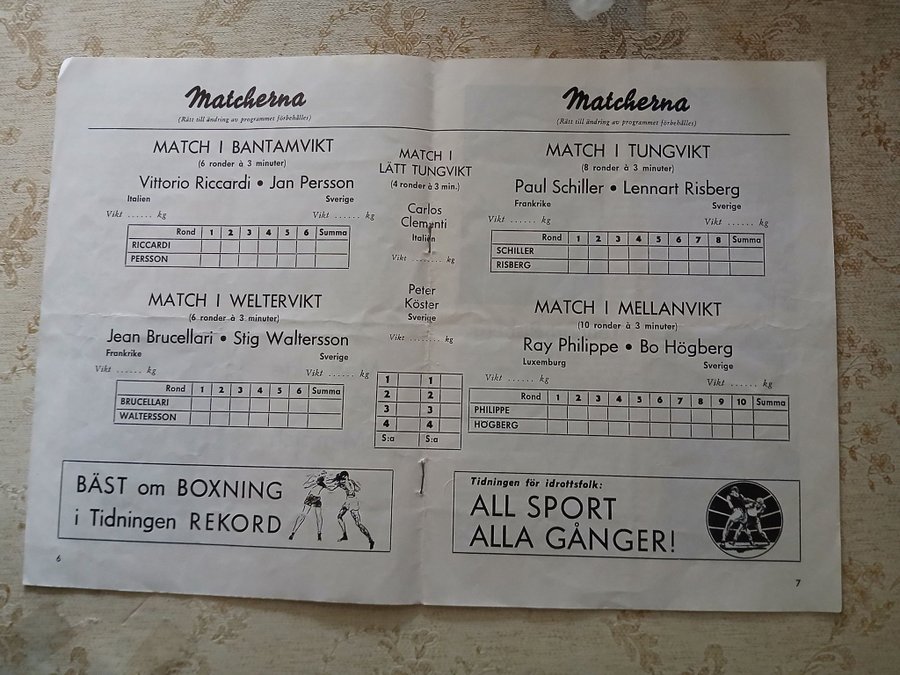 Matcherna
(Rätt till ändring av programmet förbehålles)
MATCH I BANTAMVIKT
(6 ronder à 3 minuter)
Vittorio Riccardi • Jan Persson
Italien Sverige
Vikt ...... kg Vikt ...... kg
Rond 1 2 3 4 5 6 Summa
RICCARDI
PERSSON
MATCH I WELTERVIKT
(6 ronder à 3 minuter)
Jean Brucellari • Stig Waltersson
Frankrike Sverige
Vikt ...... kg Vikt ...... kg
Rond 1 2 3 4 5 6 Summa
BRUCELLARI
WALTERSSON
MATCH I
LÄTT TUNGVIKT
(4 ronder à 3 min.)
Carlos
Clementi
Italien
Vikt ........ kg
Peter
Köster
Sverige
Vikt ........ kg
1 1
2 2
3 3
4 4
S:a S:a
BÄST om BOXNING
i Tidningen REKORD
6
Matcherna
(Rätt till ändring av programmet förbehålles)
MATCH I TUNGVIKT
(8 ronder à 3 minuter)
Paul Schiller • Lennart Risberg
Frankrike Sverige
Vikt ...... kg Vikt ...... kg
Rond 1 2 3 4 5 6 7 8 Summa
SCHILLER
RISBERG
MATCH I MELLANVIKT
(10 ronder à 3 minuter)
Ray Philippe • Bo Högberg
Luxemburg Sverige
Vikt ...... kg Vikt ...... kg
Rond 1 2 3 4 5 6 7 8 9 10 Summa
PHILIPPE
HÖGBERG
Tidningen för idrottsfolk:
ALL SPORT
ALLA GÅNGER!
7